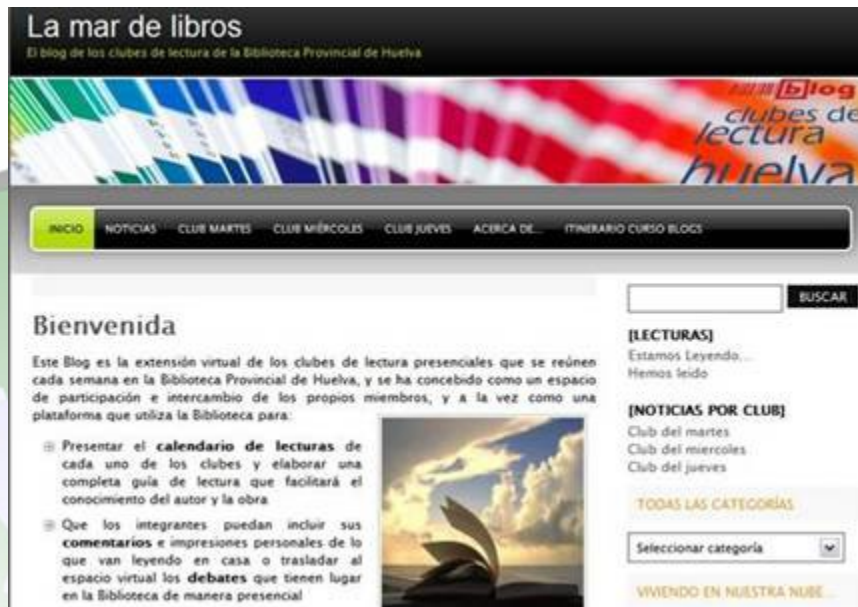 La mar de libros
El blog de los clubes de lectura de la Biblioteca Provincial de Huelva
blog
clubes de
lectura
huelva
INICIO NOTICIAS CLUB MARTES CLUB MIÉRCOLES CLUB JUEVES ACERCA DE... ITINERARIO CURSO BLOGS
BUSCAR
Bienvenida
Este Blog es la extensión virtual de los clubes de lectura presenciales que se reúnen
cada semana en la Biblioteca Provincial de Huelva, y se ha concebido como un espacio
de participación e intercambio de los propios miembros, y a la vez como una
plataforma que utiliza la Biblioteca para:
Presentar el calendario de lecturas de
cada uno de los clubes y elaborar una
completa guía de lectura que facilitará el
conocimiento del autor y la obra
Que los integrantes puedan incluir sus
comentarios e impresiones personales de lo
que van leyendo en casa o trasladar al
espacio virtual los debates que tienen lugar
en la Biblioteca de manera presencial
[LECTURAS]
Estamos Leyendo...
Hemos leido
[NOTICIAS POR CLUB]
Club del martes
Club del miercoles
Club del jueves
TODAS LAS CATEGORÍAS
Seleccionar categoría
VIVIENDO EN NUESTRA NUBE...